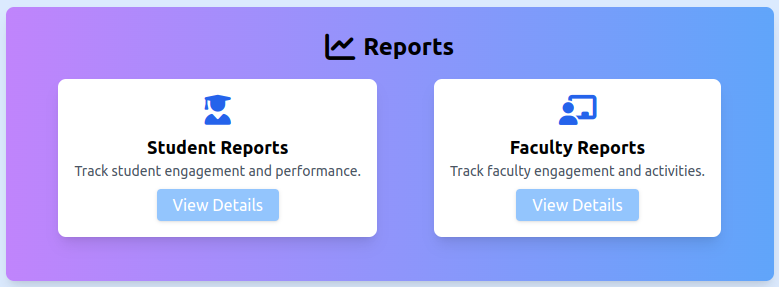 Reports
Student Reports
Track student engagement and performance.
View Details
Faculty Reports
Track faculty engagement and activities.
View Details